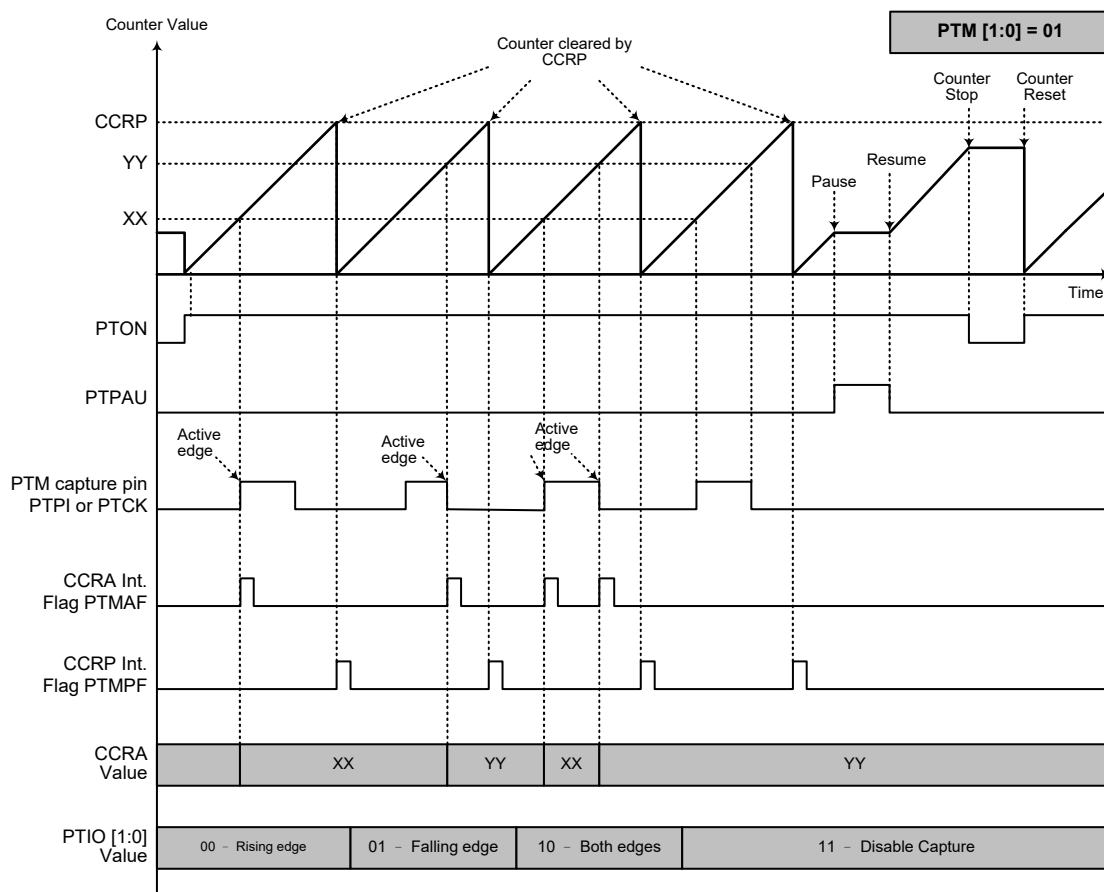 Counter Value
PTM [1:0] = 01
Counter cleared by
CCRP
Counter
Stop
Counter
Reset
CCRP
YY
Resume
Pause
XX
Time
PTON
PTPAU
Active
edge
Active
edge
Active
edge
PTM capture pin
PTPI or PTCK
CCRA Int.
Flag PTMAF
CCRP Int.
Flag PTMPF
CCRA
Value
XX
YY
XX
YY
PTIO [1:0]
Value
00 – Rising edge
01 – Falling edge
10 – Both edges
11 – Disable Capture